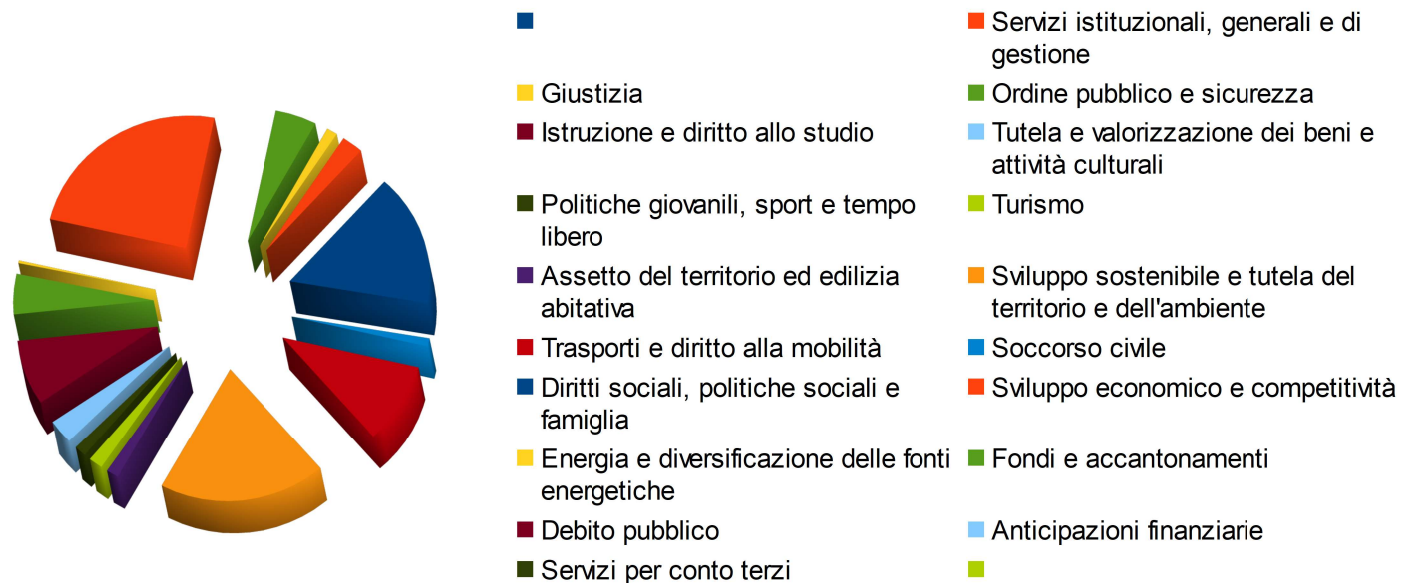 Servizi istituzionali, generali e di
gestione
Giustizia
Ordine pubblico e sicurezza
Istruzione e diritto allo studio
Tutela e valorizzazione dei beni e
attività culturali
Politiche giovanili, sport e tempo
libero
Turismo
Assetto del territorio ed edilizia
abitativa
Sviluppo sostenibile e tutela del
territorio e dell'ambiente
Trasporti e diritto alla mobilità
Soccorso civile
Diritti sociali, politiche sociali e
famiglia
Sviluppo economico e competitività
Energia e diversificazione delle fonti
energetiche
Fondi e accantonamenti
Debito pubblico
Anticipazioni finanziarie
Servizi per conto terzi